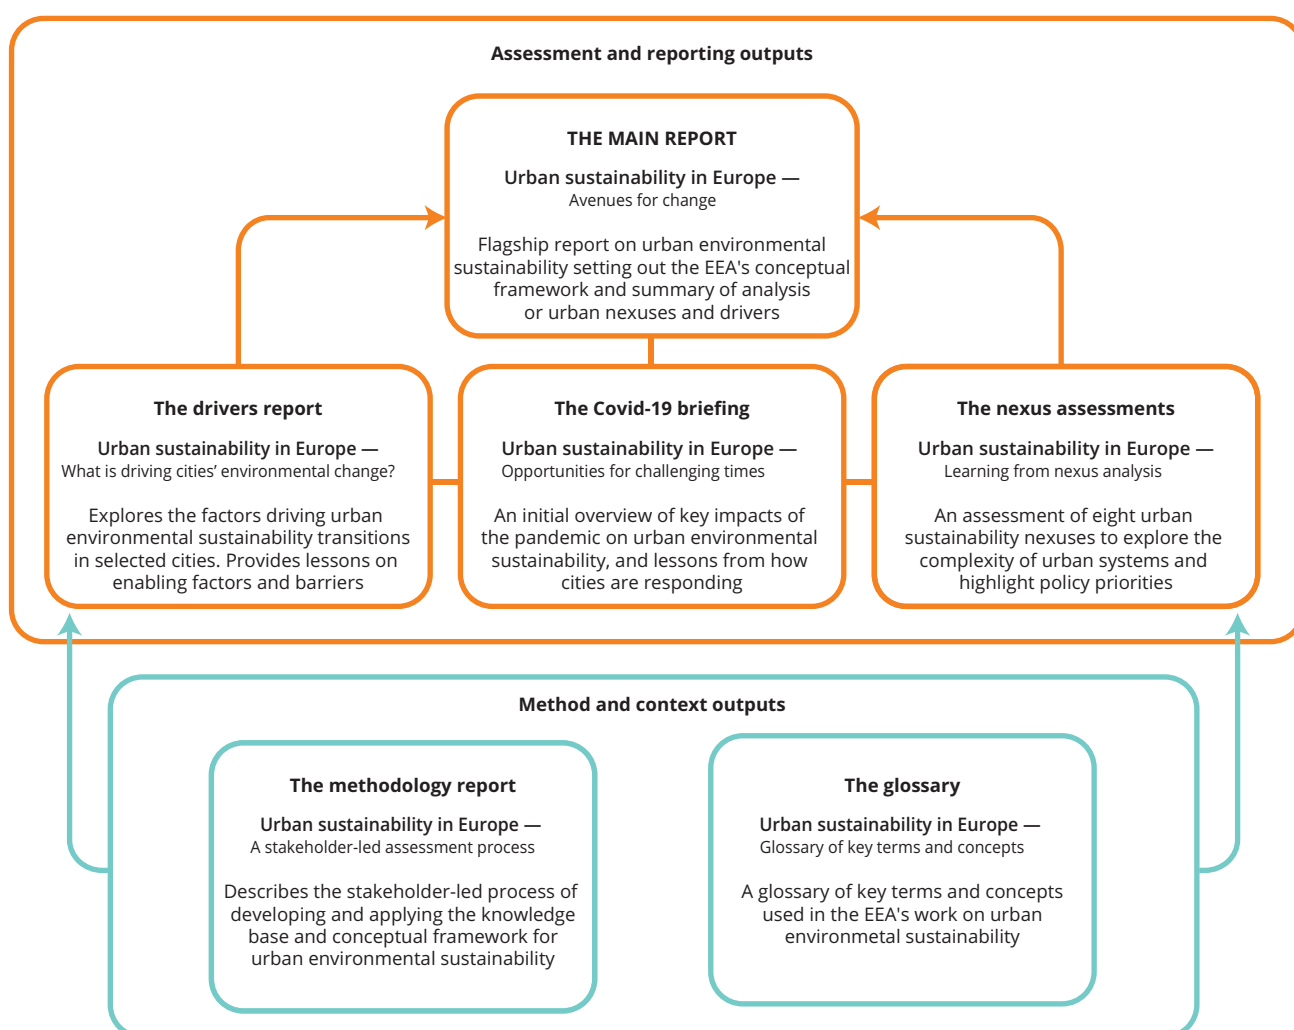 Assessment and reporting outputs
THE MAIN REPORT
Urban sustainability in Europe —
Avenues for change
Flagship report on urban environmental
sustainability setting out the EEA's conceptual
framework and summary of analysis
or urban nexuses and drivers
The drivers report
Urban sustainability in Europe —
What is driving cities’ environmental change?
Explores the factors driving urban
environmental sustainability transitions
in selected cities. Provides lessons on
enabling factors and barriers
The Covid-19 briefing
Urban sustainability in Europe —
Opportunities for challenging times
An initial overview of key impacts of
the pandemic on urban environmental
sustainability, and lessons from how
cities are responding
The nexus assessments
Urban sustainability in Europe —
Learning from nexus analysis
An assessment of eight urban
sustainability nexuses to explore the
complexity of urban systems and
highlight policy priorities
Method and context outputs
The methodology report
Urban sustainability in Europe —
A stakeholder-led assessment process
Describes the stakeholder-led process of
developing and applying the knowledge
base and conceptual framework for
urban environmental sustainability
The glossary
Urban sustainability in Europe —
Glossary of key terms and concepts
A glossary of key terms and concepts
used in the EEA's work on urban
environmetal sustainability